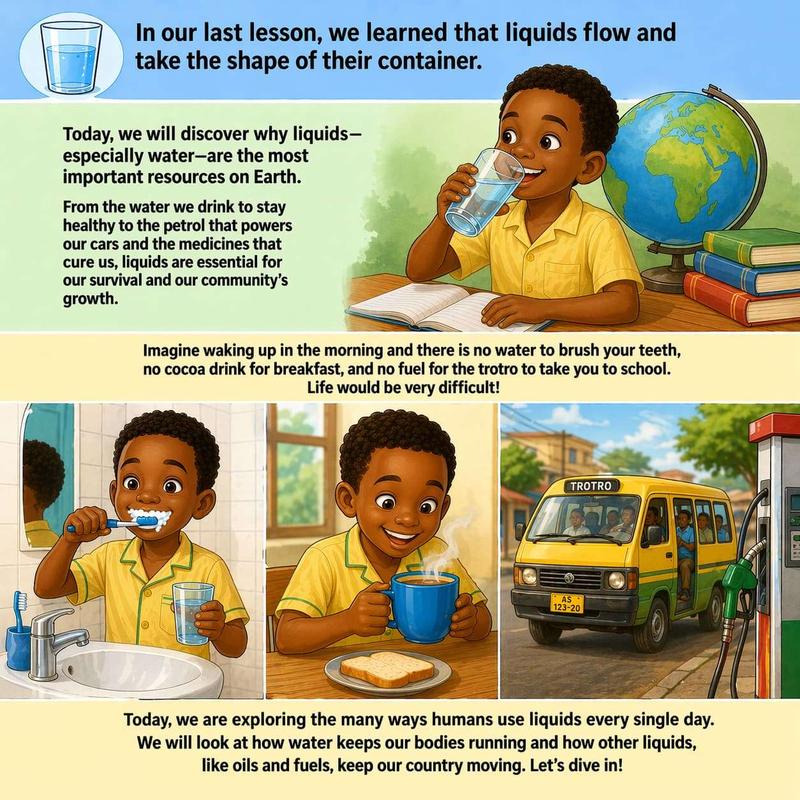 In our last lesson, we learned that liquids flow and
take the shape of their container.
Today, we will discover why liquids—
especially water—are the most
important resources on Earth.
From the water we drink to stay
healthy to the petrol that powers
our cars and the medicines that
cure us, liquids are essential for
our survival and our community's
growth.
Imagine waking up in the morning and there is no water to brush your teeth,
no cocoa drink for breakfast, and no fuel for the trotro to take you to school.
Life would be very difficult!
TROTRO
AS
123-20
Today, we are exploring the many ways humans use liquids every single day.
We will look at how water keeps our bodies running and how other liquids,
like oils and fuels, keep our country moving. Let's dive in!